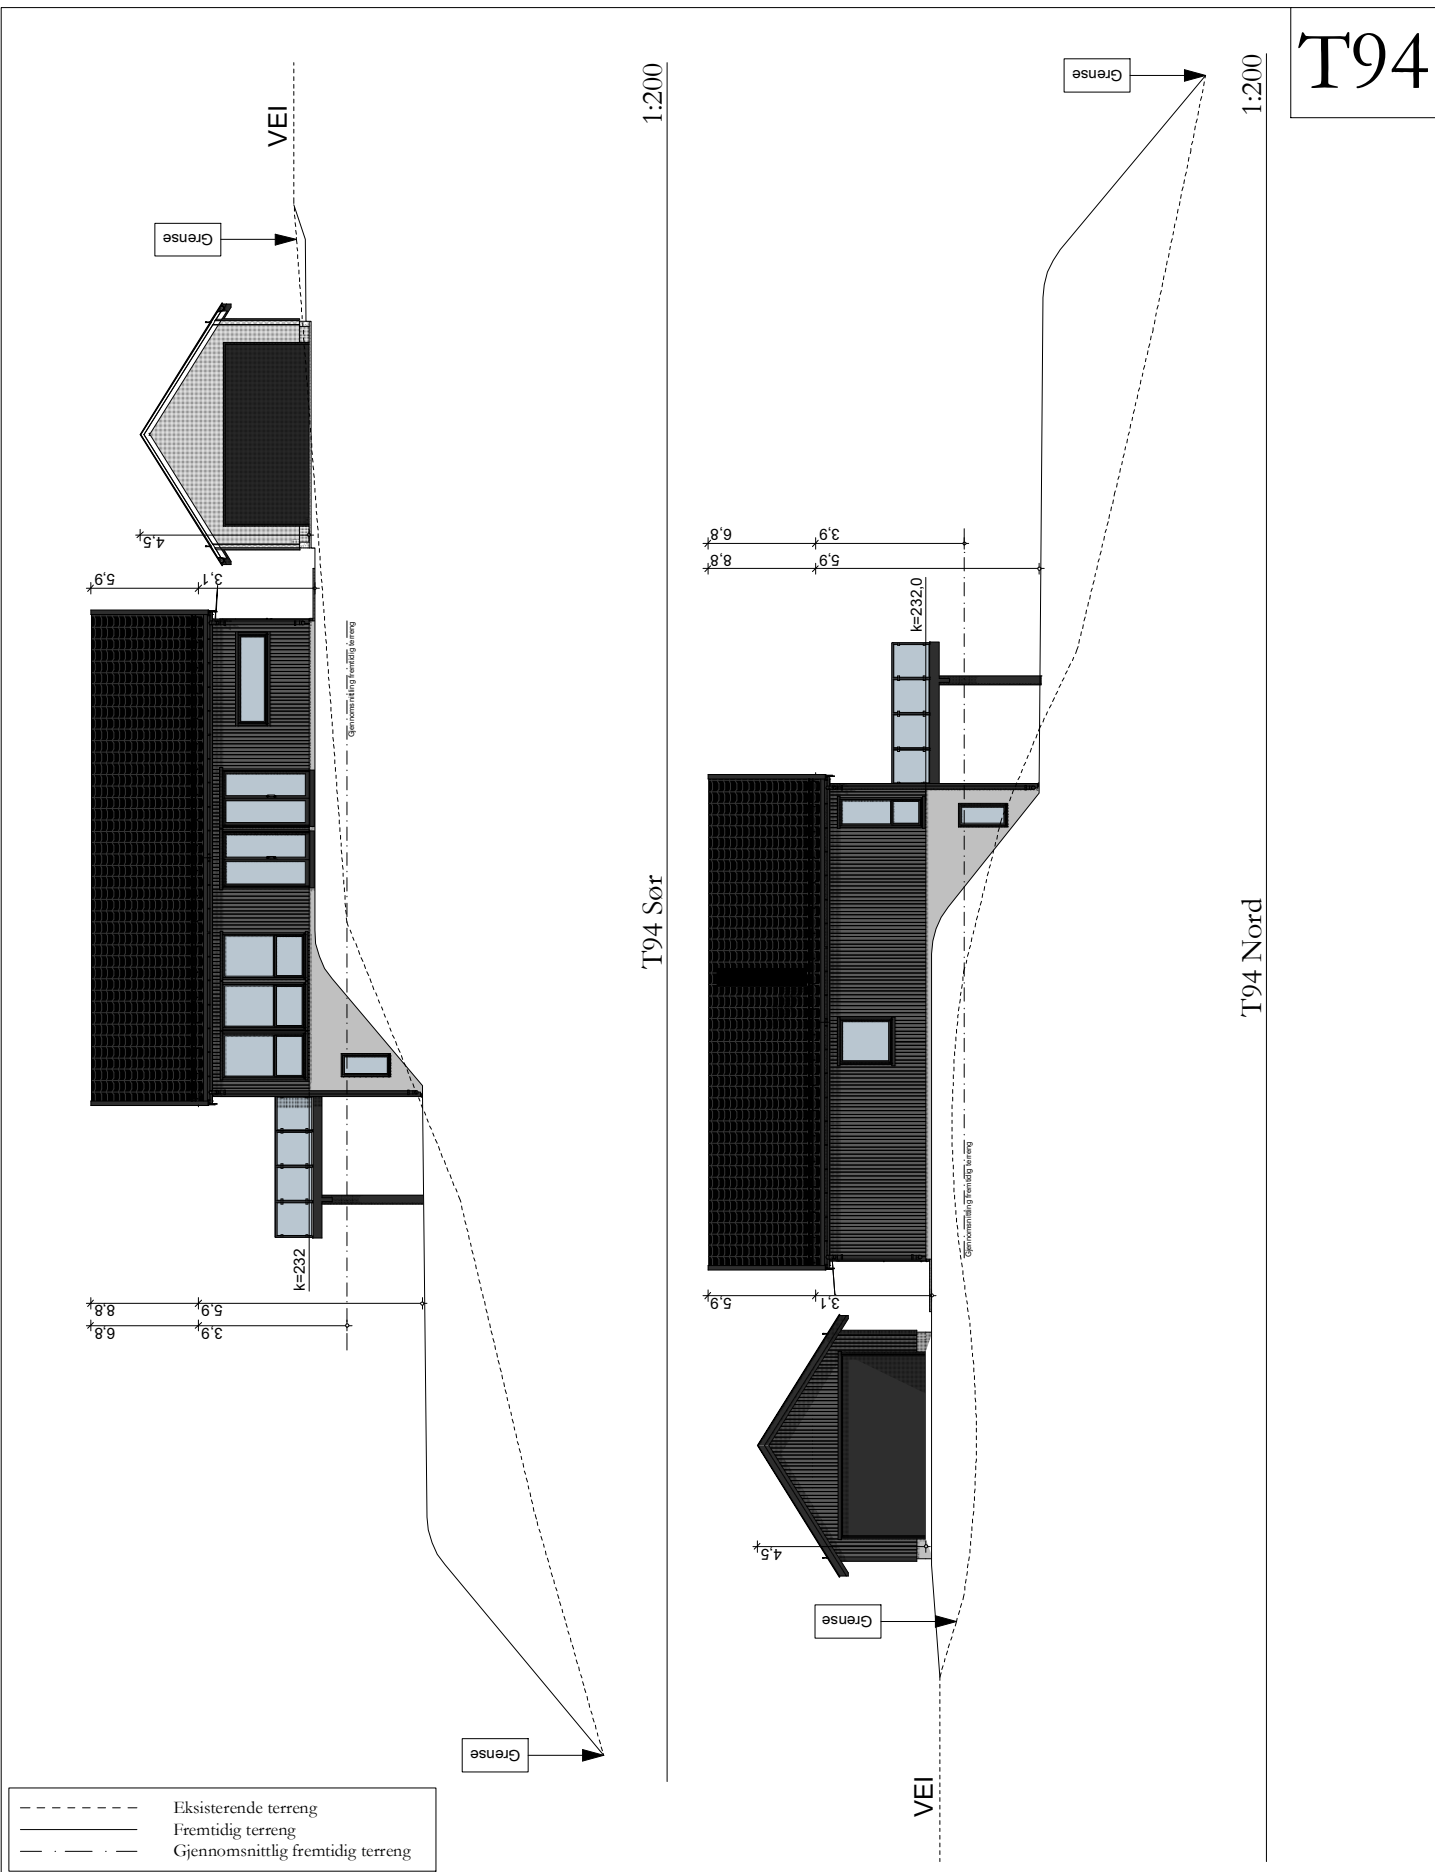 T94
VEI
Grense
4,5
5,9
3,1
Gjennomsnittlig fremtidig terreng
k=232
8,8
5,9
6,8
3,9
Grense
T94 Sør
1:200
Grense
6,8
3,9
8,8
5,9
k=232,0
Gjennomsnittlig fremtidig terreng
5,9
3,1
4,5
Grense
VEI
T94 Nord
1:200
Eksisterende terreng
Fremtidig terreng
Gjennomsnittlig fremtidig terreng